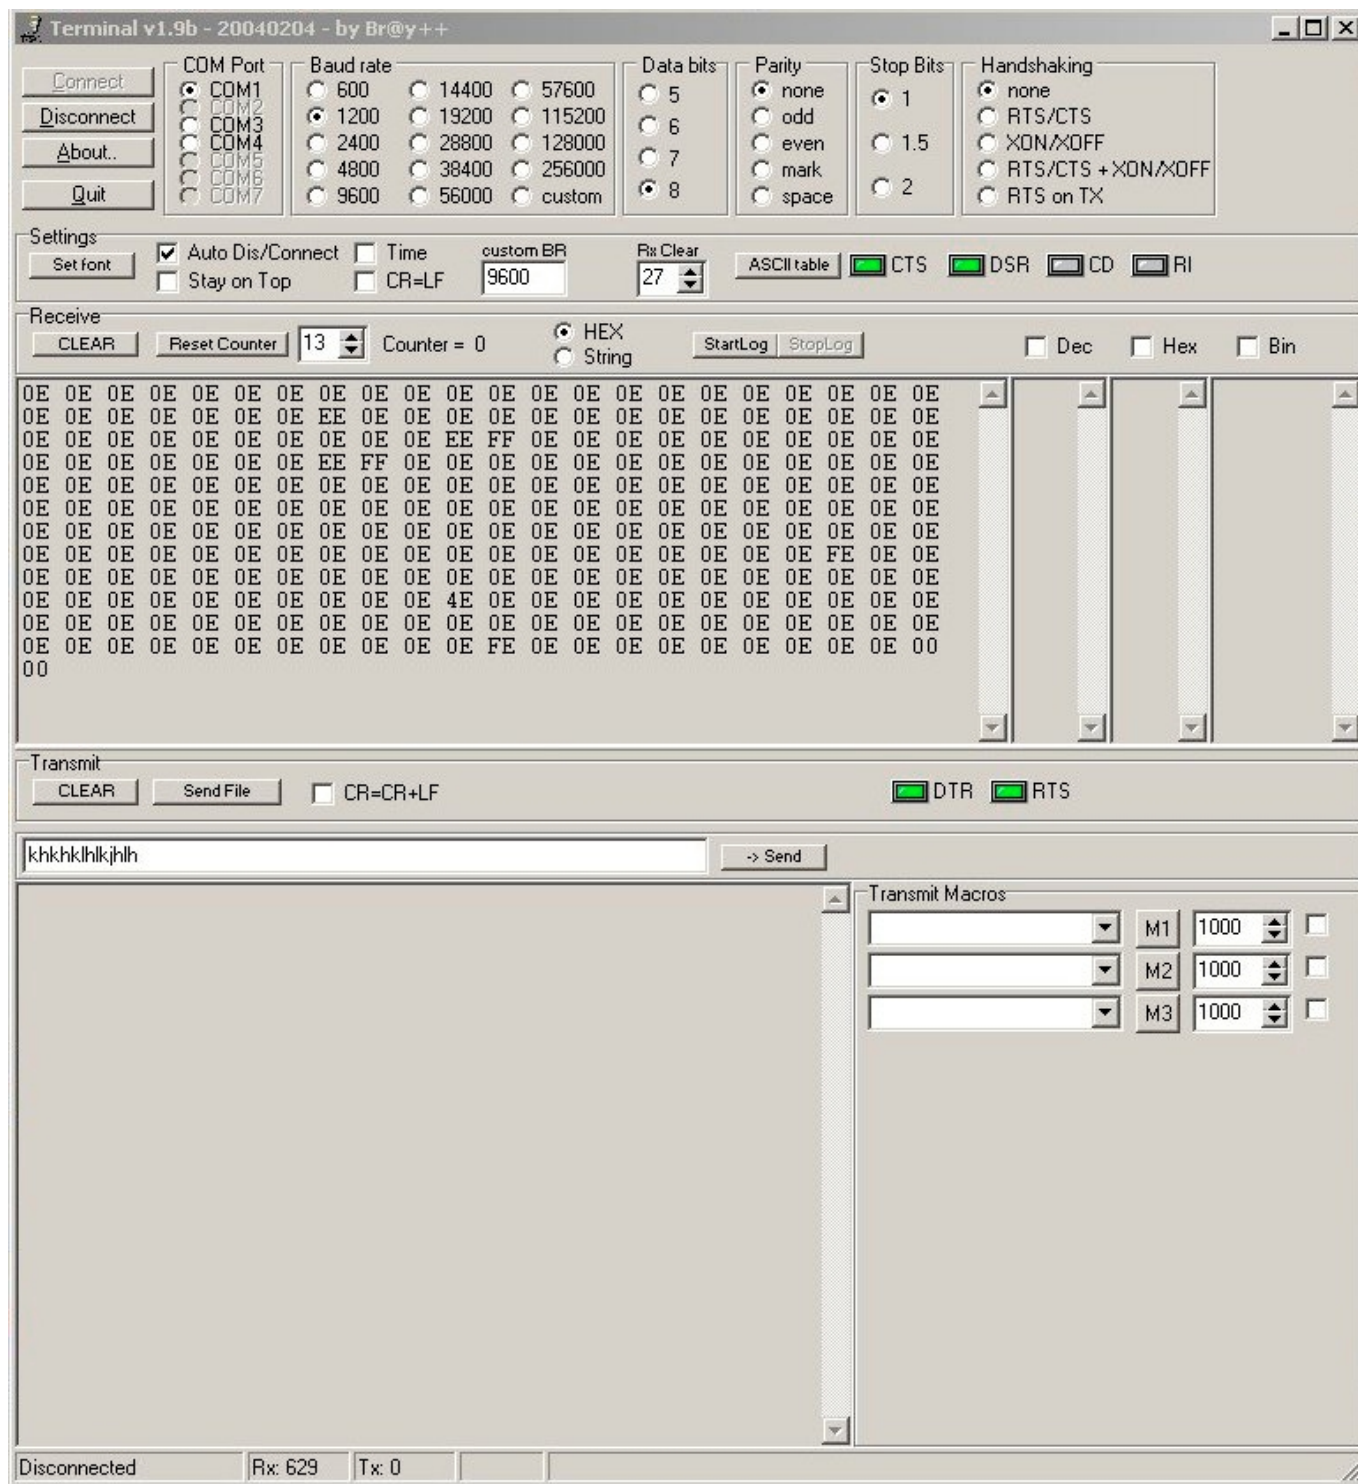 Terminal v1.9b - 20040204 - by Br@y++
Connect
Disconnect
About..
Quit
COM Port
COM1
COM2
COM3
COM4
COM5
COM6
COM7
Baud rate
600 14400 57600
1200 19200 115200
2400 28800 128000
4800 38400 256000
9600 56000 custom
Data bits
5
6
7
8
Parity
none
odd
even
mark
space
Stop Bits
1
1.5
2
Handshaking
none
RTS/CTS
XON/XOFF
RTS/CTS + XON/XOFF
RTS on TX
Settings
Set font
Auto Dis/Connect
Stay on Top
Time
CR=LF
custom BR
9600
Rx Clear
27
ASCII table
CTS DSR CD RI
Receive
CLEAR Reset Counter 13 Counter = 0
HEX
String
StartLog StopLog
Dec Hex Bin
0E 0E 0E 0E 0E 0E 0E 0E 0E 0E 0E 0E 0E 0E 0E 0E 0E 0E 0E 0E 0E 0E
0E 0E 0E 0E 0E 0E 0E EE 0E 0E 0E 0E 0E 0E 0E 0E 0E 0E 0E 0E 0E 0E
0E 0E 0E 0E 0E 0E 0E 0E 0E 0E EE FF 0E 0E 0E 0E 0E 0E 0E 0E 0E 0E
0E 0E 0E 0E 0E 0E 0E EE FF 0E 0E 0E 0E 0E 0E 0E 0E 0E 0E 0E 0E 0E
0E 0E 0E 0E 0E 0E 0E 0E 0E 0E 0E 0E 0E 0E 0E 0E 0E 0E 0E 0E 0E 0E
0E 0E 0E 0E 0E 0E 0E 0E 0E 0E 0E 0E 0E 0E 0E 0E 0E 0E 0E 0E 0E 0E
0E 0E 0E 0E 0E 0E 0E 0E 0E 0E 0E 0E 0E 0E 0E 0E 0E 0E 0E 0E 0E 0E
0E 0E 0E 0E 0E 0E 0E 0E 0E 0E 0E 0E 0E 0E 0E 0E 0E 0E 0E FE 0E 0E
0E 0E 0E 0E 0E 0E 0E 0E 0E 0E 0E 0E 0E 0E 0E 0E 0E 0E 0E 0E 0E 0E
0E 0E 0E 0E 0E 0E 0E 0E 0E 0E 4E 0E 0E 0E 0E 0E 0E 0E 0E 0E 0E 0E
0E 0E 0E 0E 0E 0E 0E 0E 0E 0E 0E 0E 0E 0E 0E 0E 0E 0E 0E 0E 0E 0E
0E 0E 0E 0E 0E 0E 0E 0E 0E 0E 0E FE 0E 0E 0E 0E 0E 0E 0E 0E 0E 00
00
Transmit
CLEAR Send File CR=CR+LF DTR RTS
khkhklhlkjhlh
-> Send
Transmit Macros
M1 1000
M2 1000
M3 1000
Disconnected Rx: 629 Tx: 0